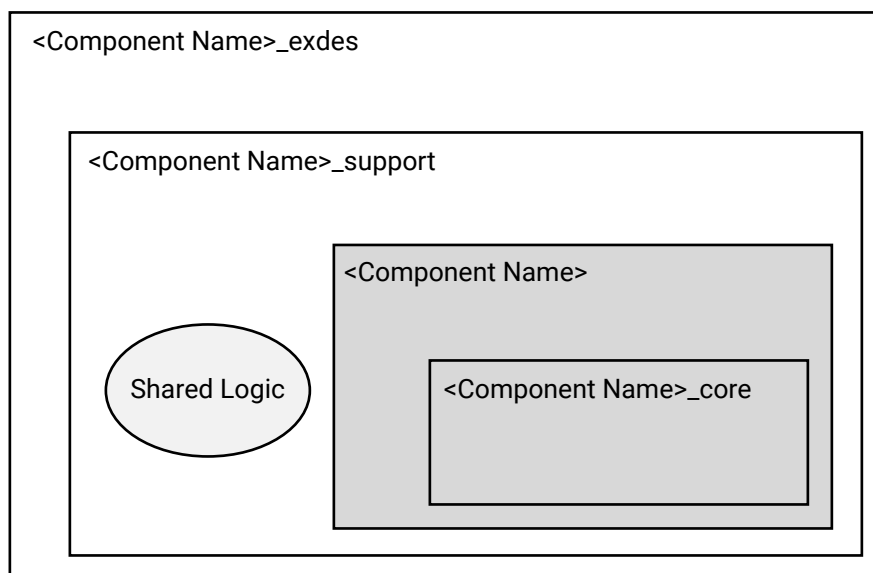 <Component Name>_exdes
<Component Name>_support
<Component Name>
Shared Logic
<Component Name>_core